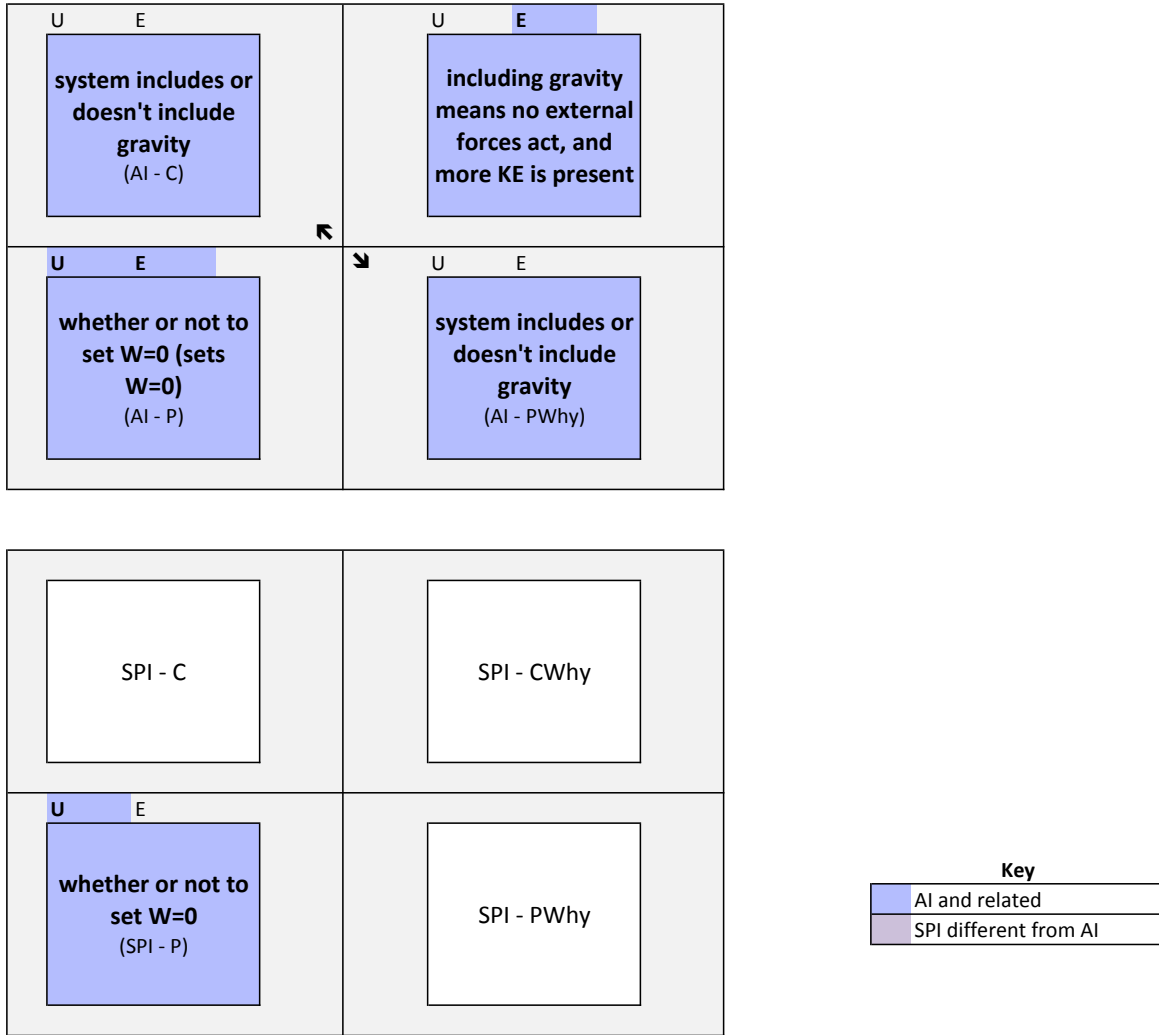 U E
U E
system includes or
doesn't include
gravity
(AI - C)
including gravity
means no external
forces act, and
more KE is present
U E
U E
whether or not to
set W=0 (sets
W=0)
(AI - P)
system includes or
doesn't include
gravity
(AI - PWhy)
SPI - C
SPI - CWhy
U E
whether or not to
set W=0
(SPI - P)
SPI - PWhy
Key
AI and related
SPI different from AI